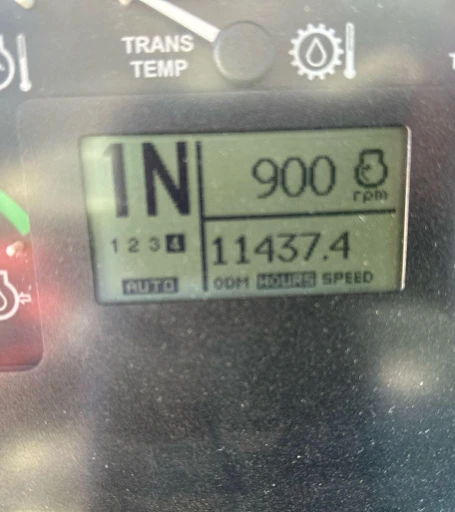 TRANS
TEMP
1N
900
rpm
1 2 3 4
11437.4
AUTO
ODM HOURS SPEED